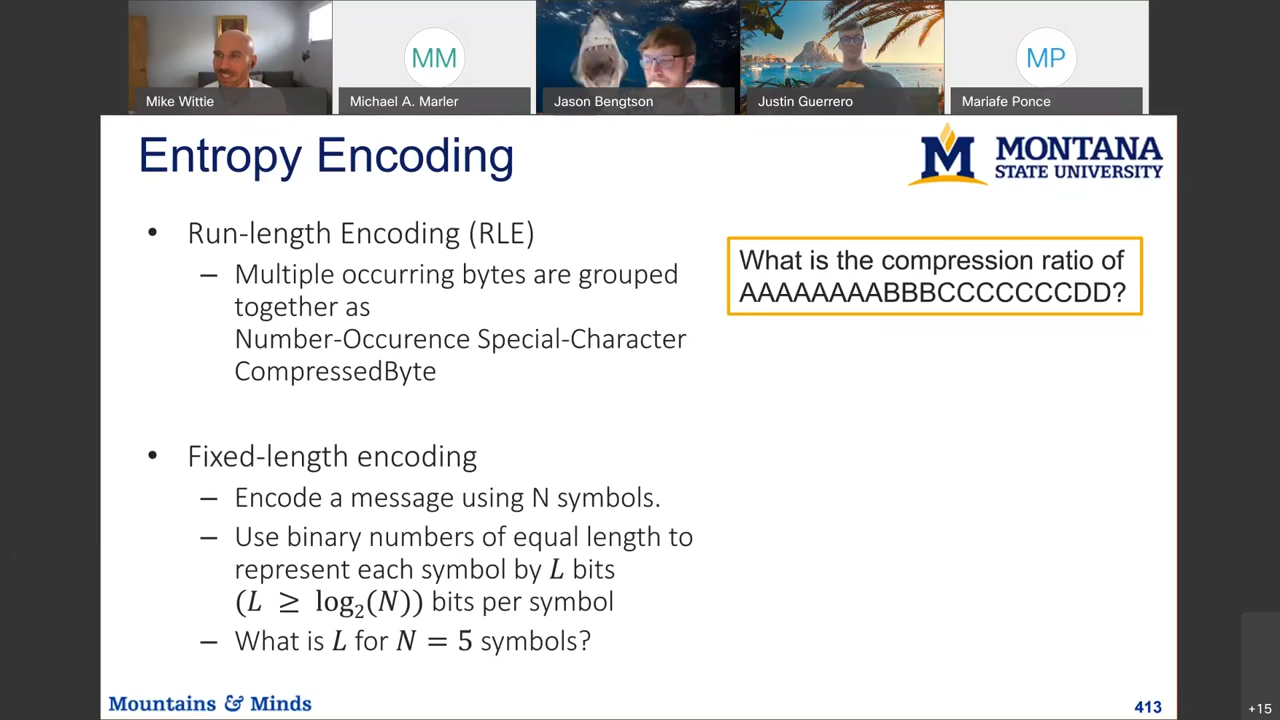 MM
MP
Mike Wittie
Michael A. Marler
Jason Bengtson
Justin Guerrero
Mariafe Ponce
Entropy Encoding
M MONTANA
STATE UNIVERSITY
• Run-length Encoding (RLE)
– Multiple occurring bytes are grouped
together as
Number-Occurence Special-Character
CompressedByte
What is the compression ratio of
AAAAAAAABBBCCCCCCCDD?
• Fixed-length encoding
– Encode a message using N symbols.
– Use binary numbers of equal length to
represent each symbol by L bits
(L ≥ log₂(N)) bits per symbol
– What is L for N = 5 symbols?
Mountains & Minds
413
+15